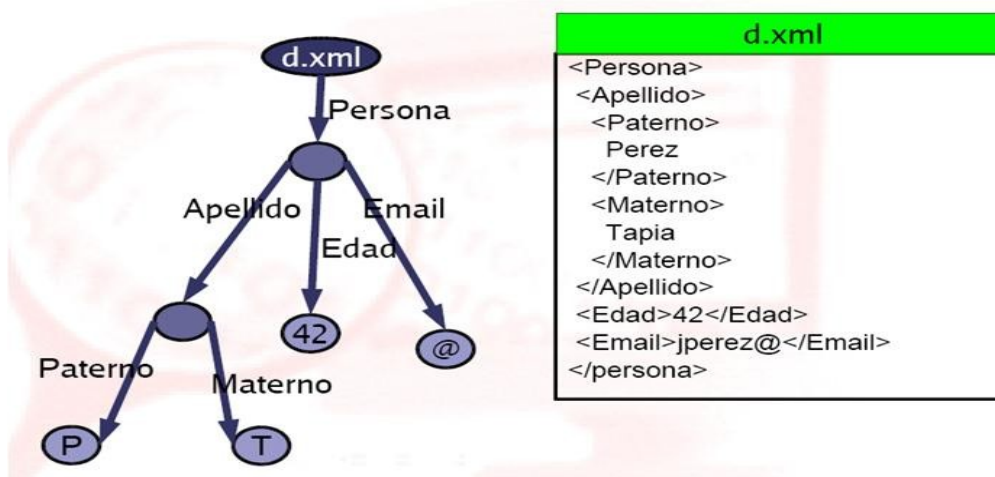 d.xml
Persona
Apellido
Email
Edad
42
@
Paterno
Materno
P
T
d.xml
<Persona>
<Apellido>
<Paterno>
Perez
</Paterno>
<Materno>
Tapia
</Materno>
</Apellido>
<Edad>42</Edad>
<Email>jperez@</Email>
</persona>